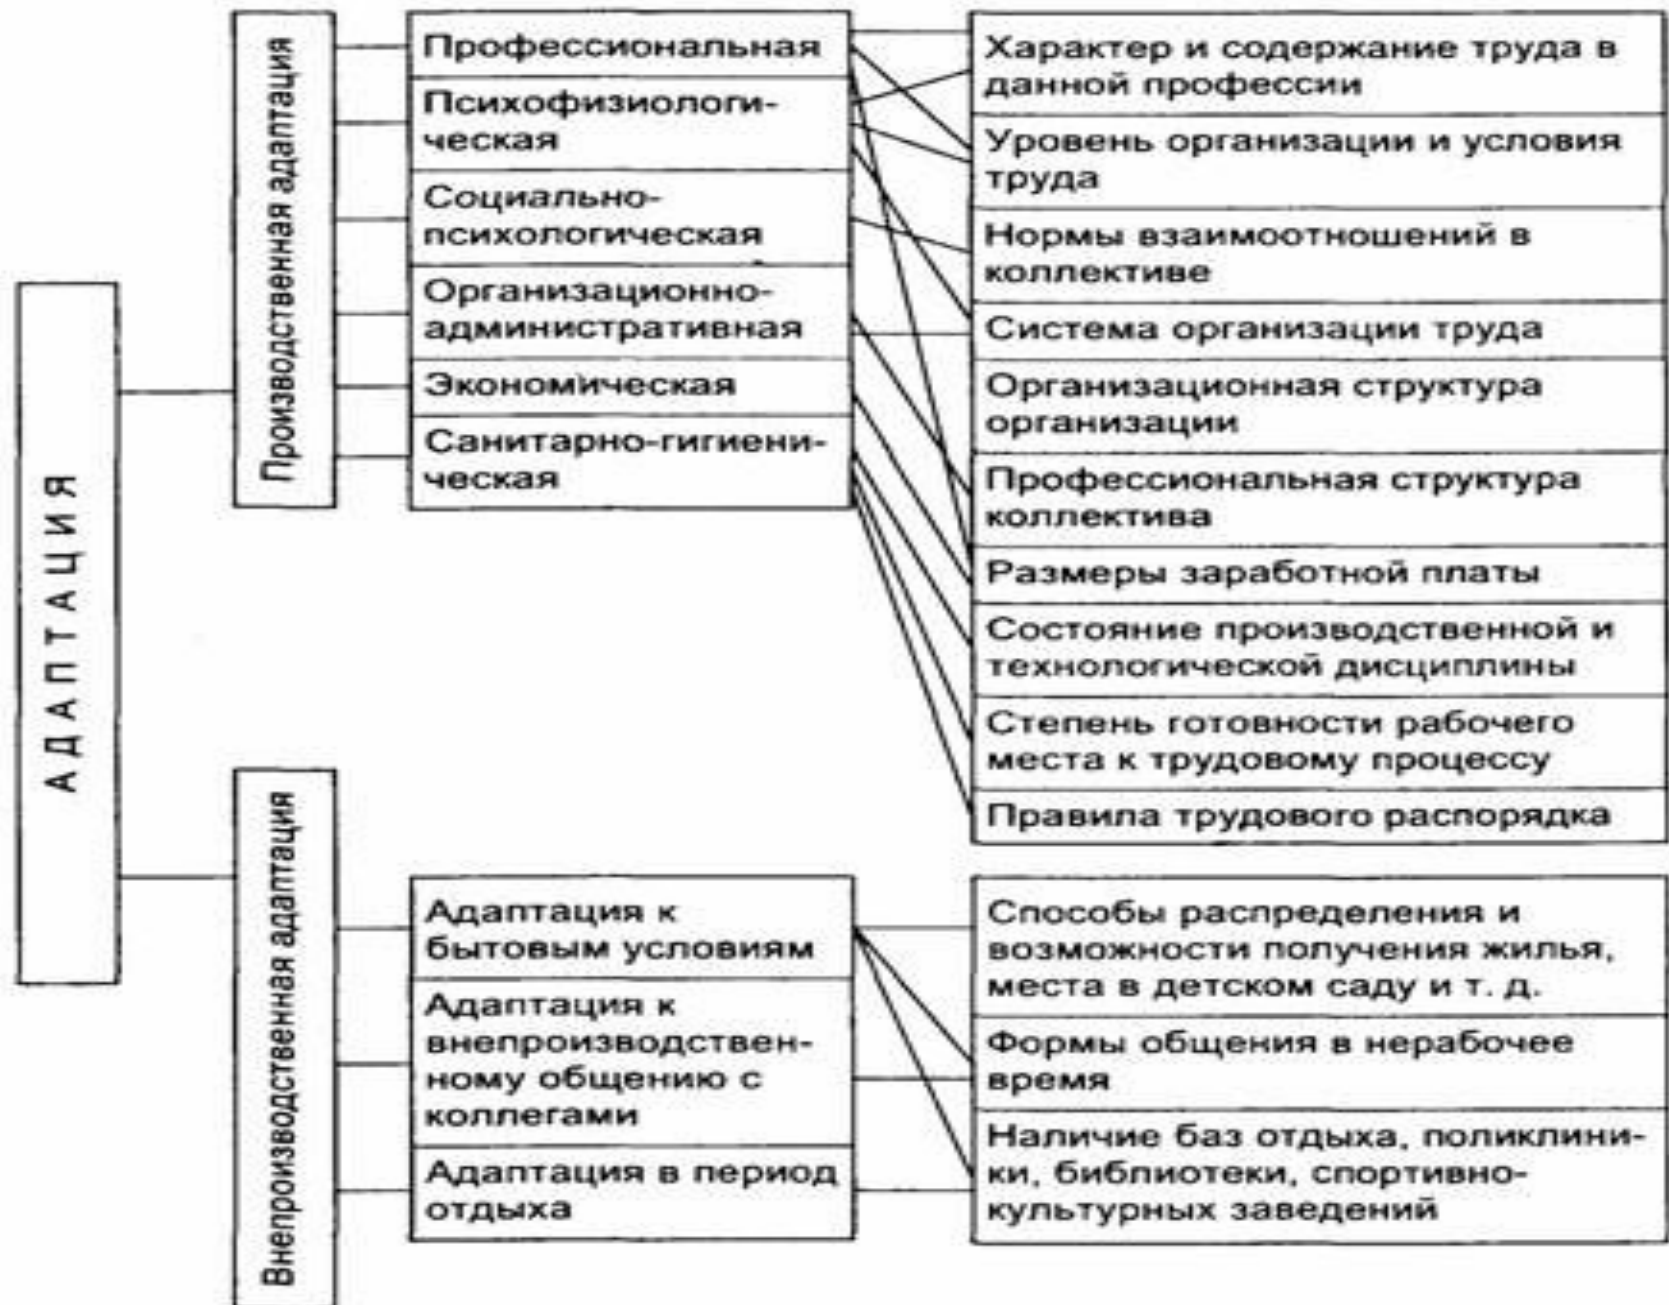 АДАПТАЦИЯ
Производственная адаптация
Профессиональная
Психофизиологи-
ческая
Социально-
психологическая
Организационно-
административная
Экономическая
Санитарно-гигиени-
ческая
Характер и содержание труда в
данной профессии
Уровень организации и условия
труда
Нормы взаимоотношений в
коллективе
Система организации труда
Организационная структура
организации
Профессиональная структура
коллектива
Размеры заработной платы
Состояние производственной и
технологической дисциплины
Степень готовности рабочего
места к трудовому процессу
Правила трудового распорядка
Внепроизводственная адаптация
Адаптация к
бытовым условиям
Адаптация к
внепроизводствен-
ному общению с
коллегами
Адаптация в период
отдыха
Способы распределения и
возможности получения жилья,
места в детском саду и т. д.
Формы общения в нерабочее
время
Наличие баз отдыха, поликлини-
ки, библиотеки, спортивно-
культурных заведений